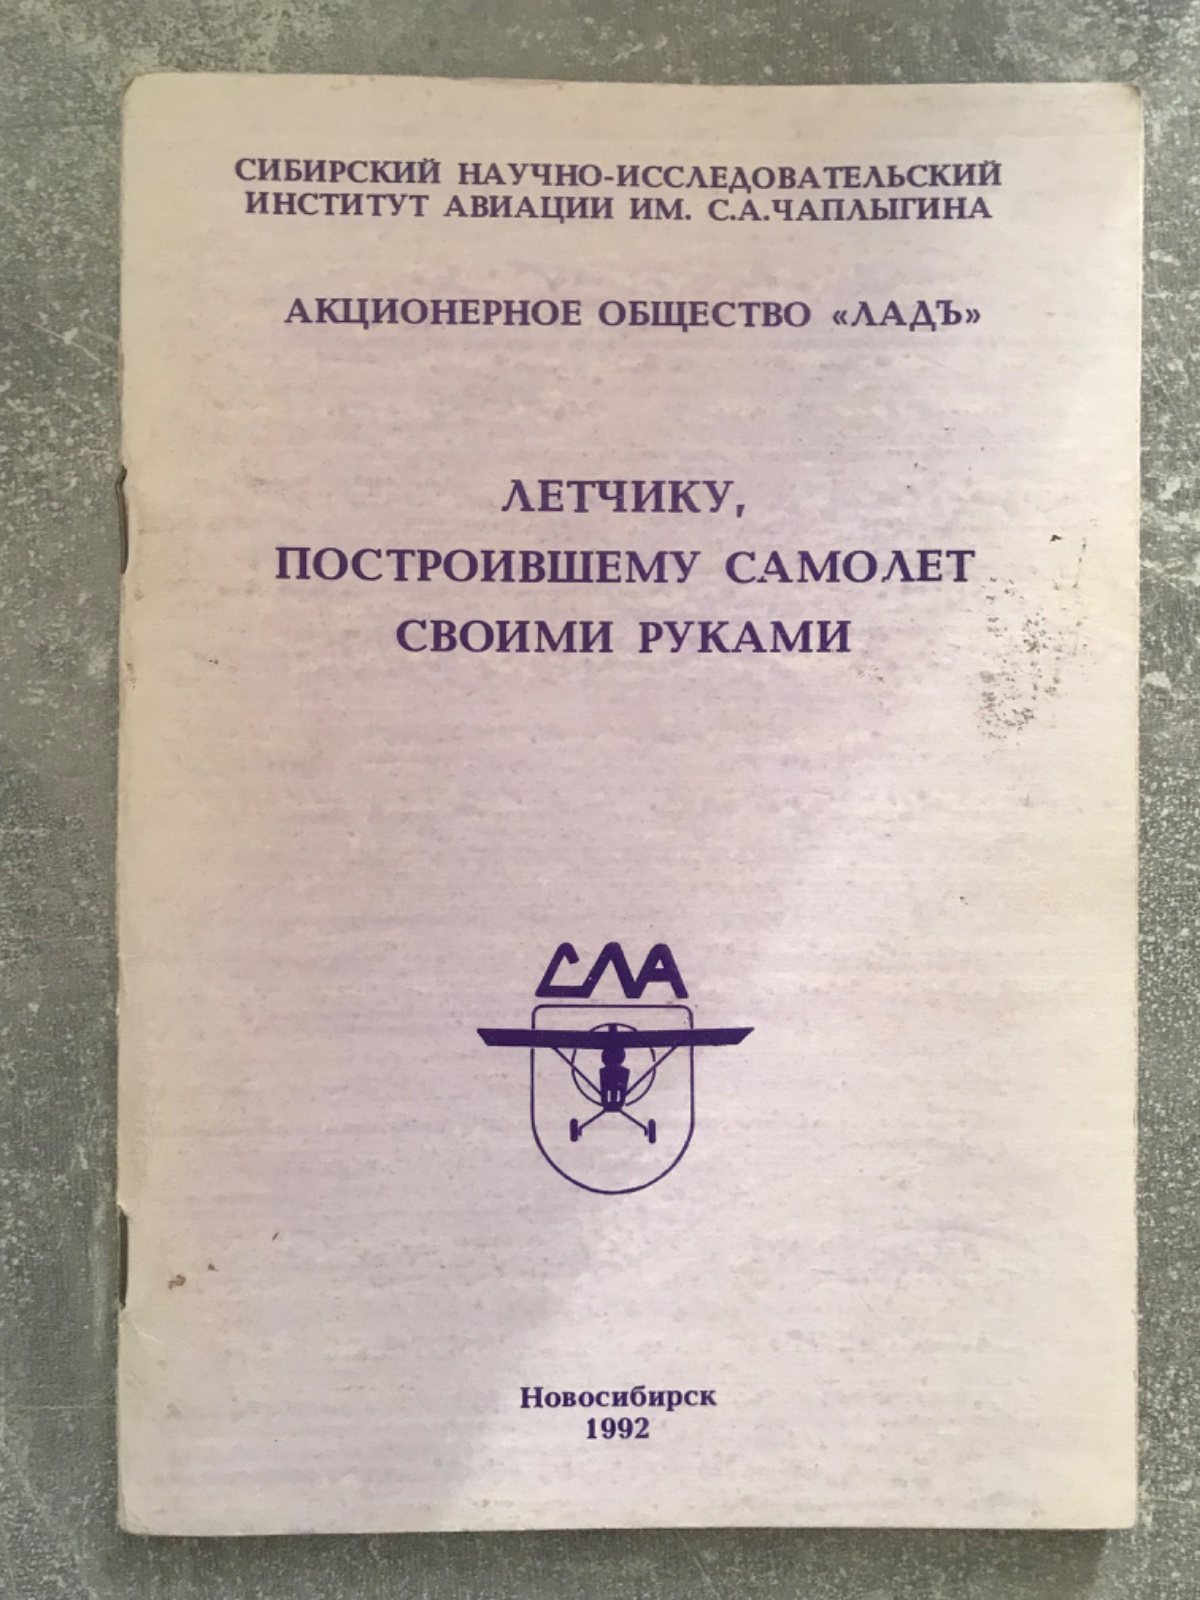 СИБИРСКИЙ НАУЧНО-ИССЛЕДОВАТЕЛЬСКИЙ
ИНСТИТУТ АВИАЦИИ ИМ. С.А.ЧАПЛЫГИНА
АКЦИОНЕРНОЕ ОБЩЕСТВО «ЛАДЪ»
ЛЕТЧИКУ,
ПОСТРОИВШЕМУ САМОЛЕТ
СВОИМИ РУКАМИ
СЛА
Новосибирск
1992